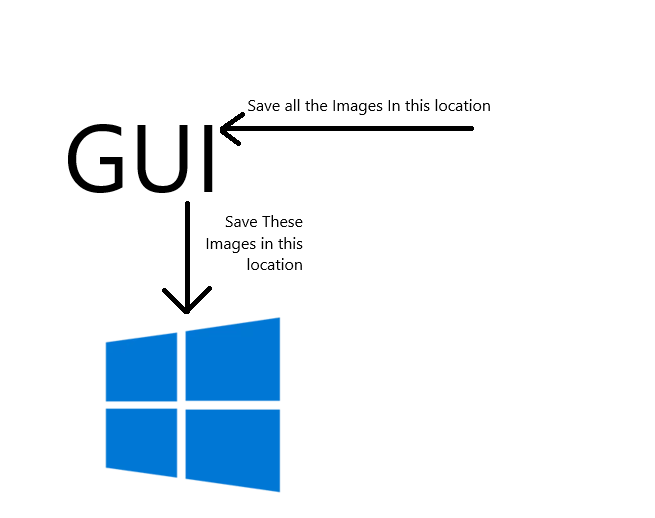 Save all the Images In this location
GUI
Save These
Images in this
location